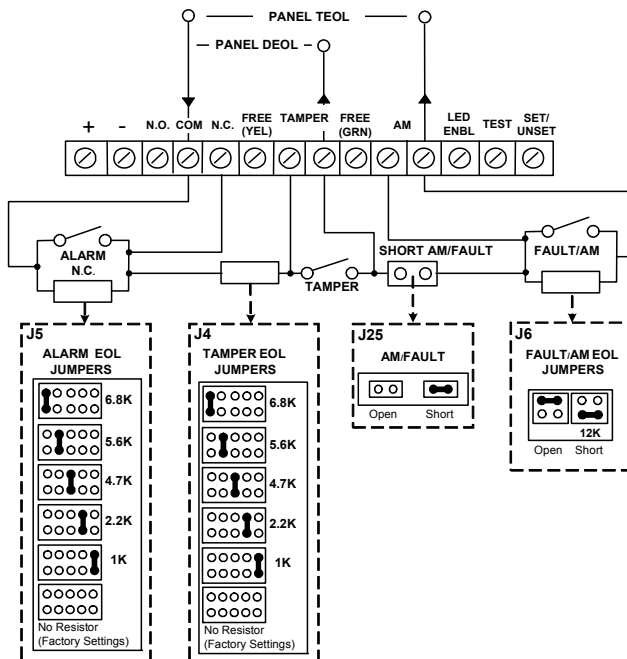 PANEL TEOL
PANEL DEOL
+ - N.O. COM N.C. FREE (YEL) TAMPER FREE (GRN) AM LED ENBL TEST SET/ UNSET
ALARM
N.C.
TAMPER
SHORT AM/FAULT
FAULT/AM
J5
ALARM EOL
JUMPERS
6.8K
5.6K
4.7K
2.2K
1K
No Resistor
(Factory Settings)
J4
TAMPER EOL
JUMPERS
6.8K
5.6K
4.7K
2.2K
1K
No Resistor
(Factory Settings)
J25
AM/FAULT
Open Short
J6
FAULT/AM EOL
JUMPERS
12K
Open Short